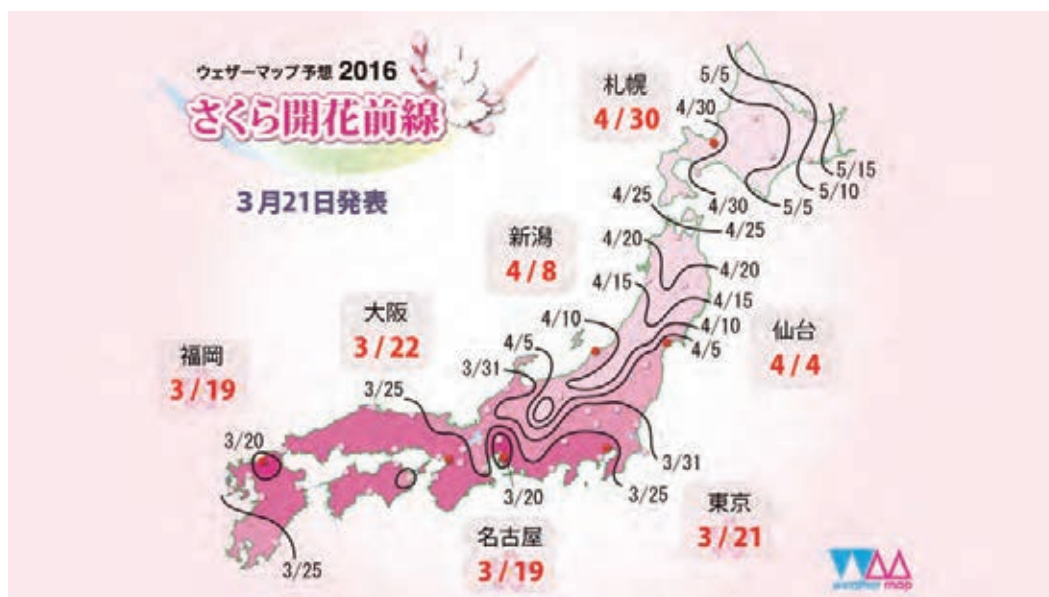 ウェザーマップ予想 2016
さくら開花前線
3月21日発表
札幌
4/30
新潟
4/8
仙台
4/4
大阪
3/22
福岡
3/19
名古屋
3/19
東京
3/21
5/5
4/30
5/15
5/10
5/5
4/30
4/25
4/25
4/20
4/20
4/15
4/15
4/10
4/10
4/5
4/5
3/31
3/25
3/20
3/31
3/25
3/20
3/25
weather map